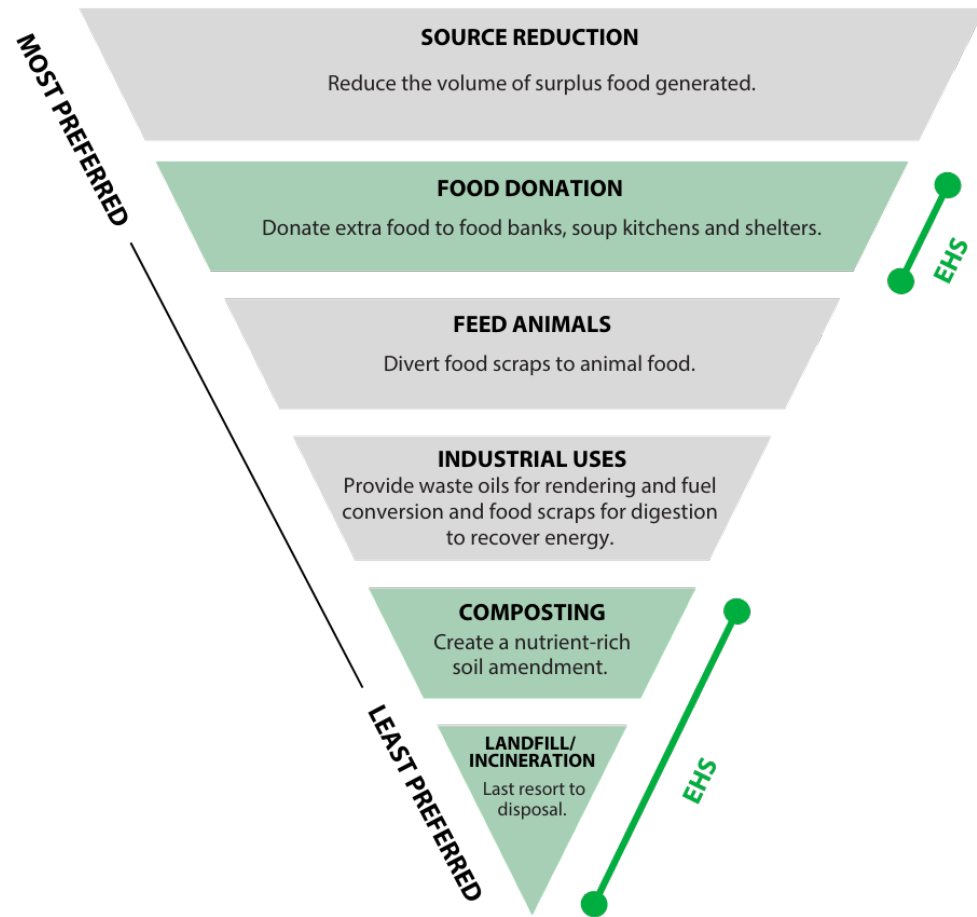 MOST PREFERRED
SOURCE REDUCTION
Reduce the volume of surplus food generated.
FOOD DONATION
Donate extra food to food banks, soup kitchens and shelters.
EHS
FEED ANIMALS
Divert food scraps to animal food.
INDUSTRIAL USES
Provide waste oils for rendering and fuel
conversion and food scraps for digestion
to recover energy.
COMPOSTING
Create a nutrient-rich
soil amendment.
LEAST PREFERRED
LANDFILL/
INCINERATION
Last resort to
disposal.
EHS